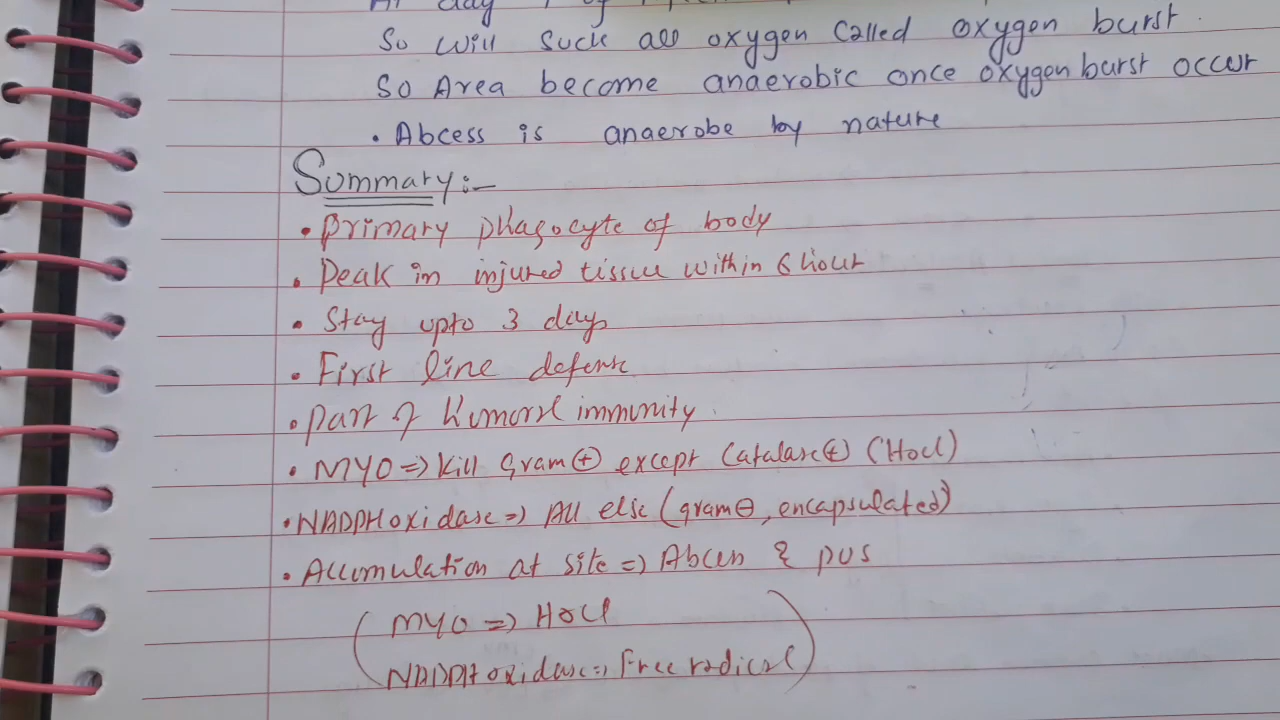 At day
So will suck all oxygen called oxygen burst.
So Area become anaerobic once oxygen burst occur
• Abcess is anaerobe by nature
Summary:-
• Primary phagocyte of body
• Peak in injured tissue within 6 hour
• Stay upto 3 days
• First line defense
• part of humoral immunity.
• MYO => kill gram ⊕ except catalase ⊕ (Hocl)
• NADPH oxidase => All else (gram ⊖, encapsulated)
• Accumulation at site => Abcess & pus
( MYO => HOCl
NADPH oxidase => Free radical )